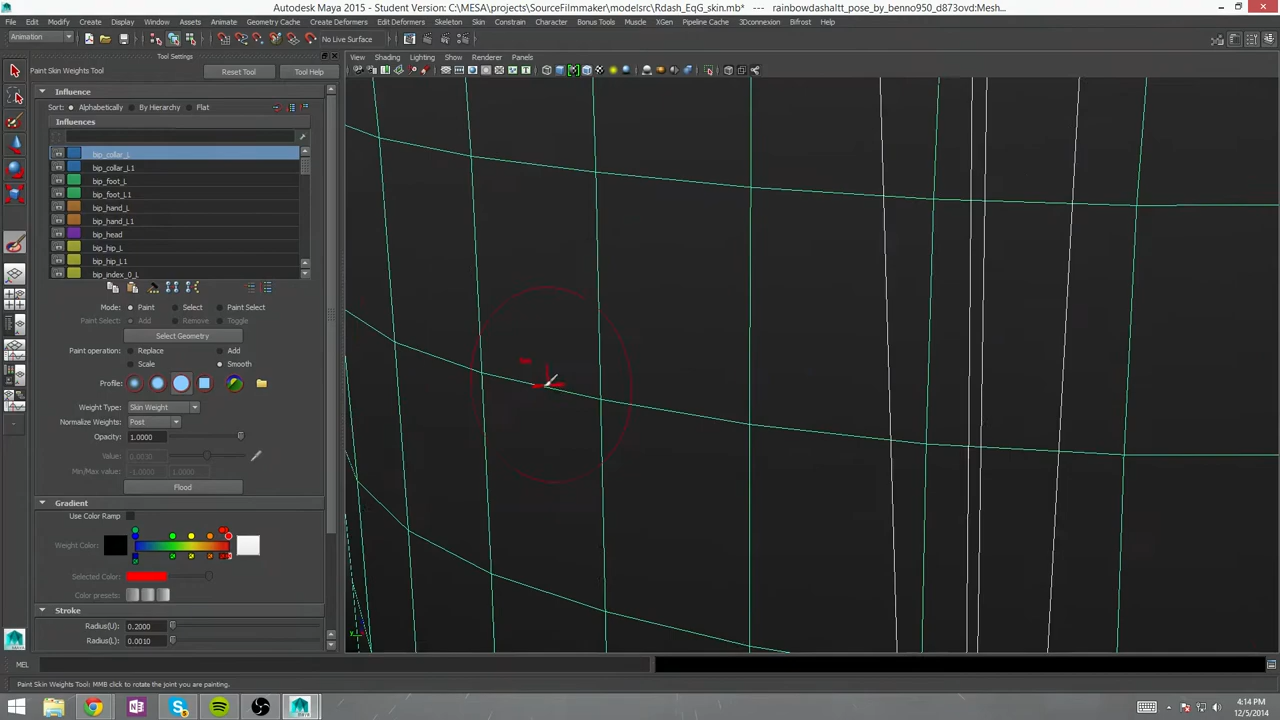 Autodesk Maya 2015 - Student Version: C:\MESA\projects\SourceFilmaker\modelsrc\Rdash_EqG_skin.mb* --- rainbowdashaltt_pose_by_benno950_d873ovd:Mesh...
File Edit Modify Create Display Window Assets Animate Geometry Cache Create Deformers Edit Deformers Skeleton Skin Constrain Character Bonus Tools Muscle XGen Pipeline Cache 3Dconnexion Bifrost Help
Animation
No Live Surface
Tool Settings
View Shading Lighting Show Renderer Panels
Paint Skin Weights Tool
Reset Tool
Tool Help
Influence
Sort: Alphabetically By Hierarchy Flat
Influences
bip_collar_L
bip_collar_L1
bip_foot_L
bip_foot_L1
bip_hand_L
bip_hand_L1
bip_head
bip_hip_L
bip_hip_L1
bip_index_0_L
Mode: Paint Select Paint Select
Paint Select: Add Remove Toggle
Select Geometry
Paint operation: Replace Add
Scale Smooth
Profile:
Weight Type: Skin Weight
Normalize Weights: Post
Opacity: 1.0000
Value: 0.0035
Min/Max value: -1.0000 1.0000
Flood
Gradient
Use Color Ramp
Weight Color:
Selected Color:
Color presets:
Stroke
Radius(U): 0.2000
Radius(L): 0.0010
MEL
Paint Skin Weights Tool: MMB click to rotate the joint you are painting.
4:14 PM
12/5/2014